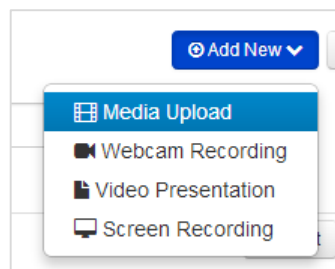 Add New
Media Upload
Webcam Recording
Video Presentation
Screen Recording
t